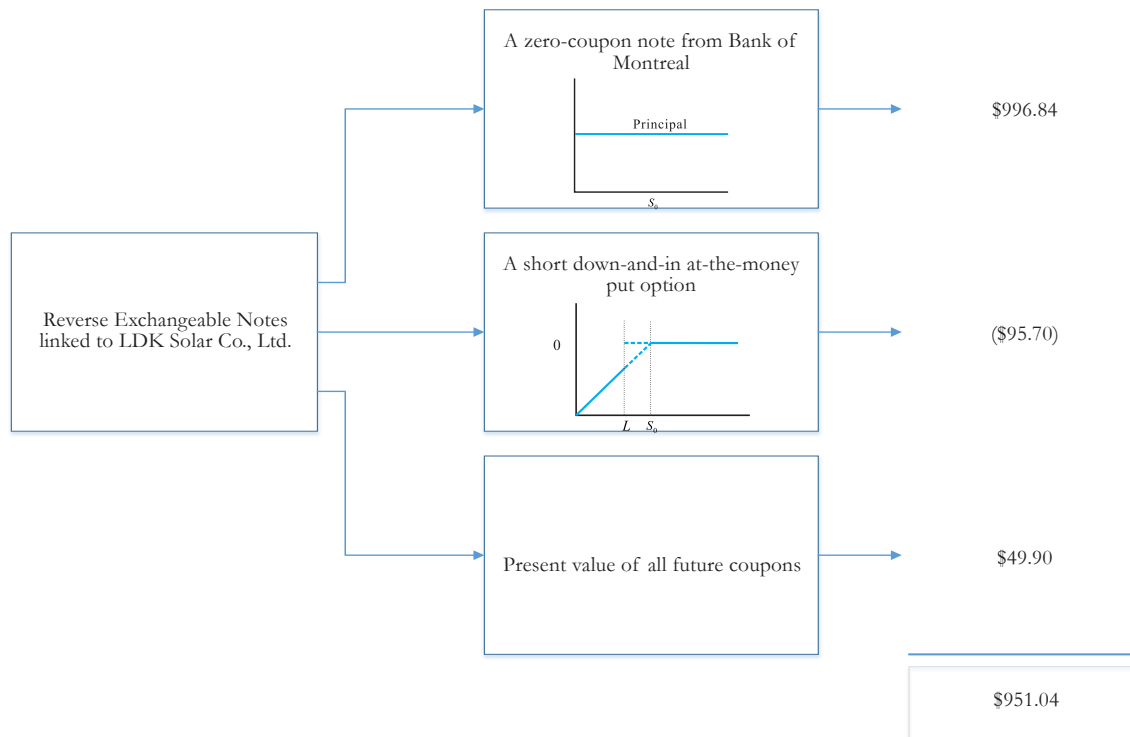 A zero-coupon note from Bank of
Montreal
Principal
S₀
$996.84
Reverse Exchangeable Notes
linked to LDK Solar Co., Ltd.
A short down-and-in at-the-money
put option
0
L S₀
($95.70)
Present value of all future coupons
$49.90
$951.04